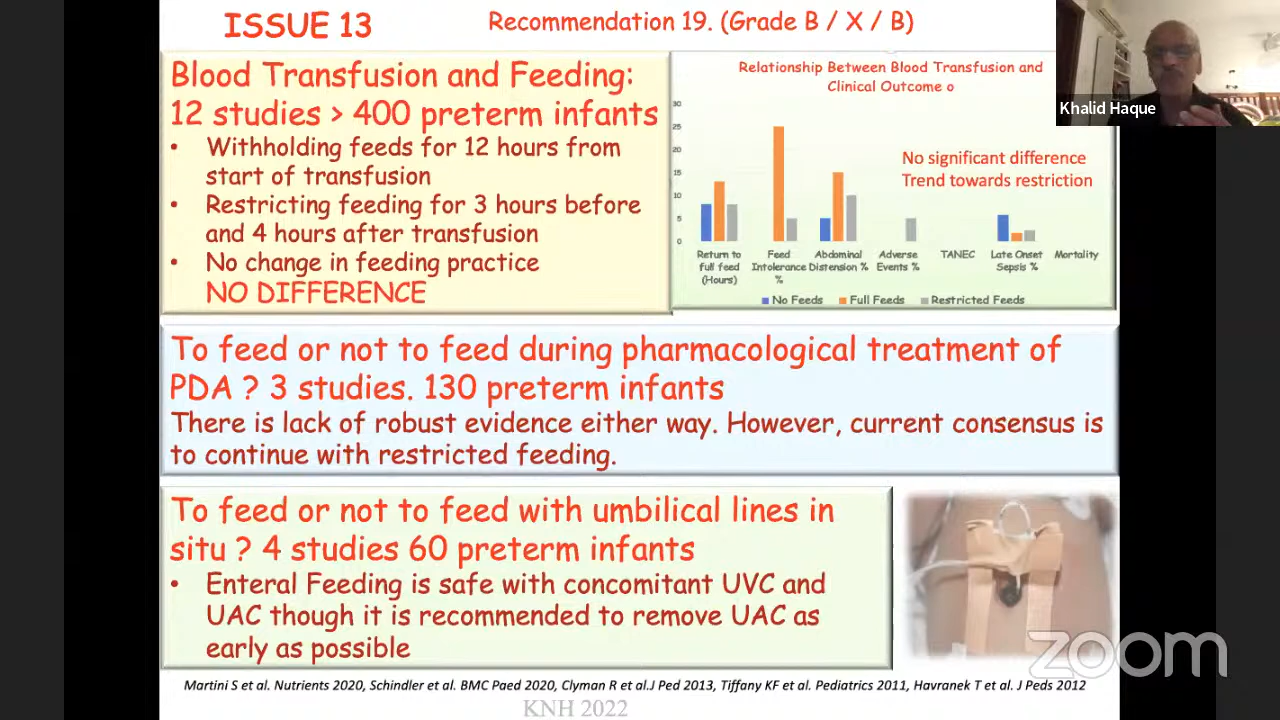 ISSUE 13
Recommendation 19. (Grade B / X / B)
Khalid Haque
Blood Transfusion and Feeding:
12 studies > 400 preterm infants
• Withholding feeds for 12 hours from
start of transfusion
• Restricting feeding for 3 hours before
and 4 hours after transfusion
• No change in feeding practice
NO DIFFERENCE
Relationship Between Blood Transfusion and
Clinical Outcome o
30
25
20
15
10
5
0
No significant difference
Trend towards restriction
Return to
full feed
(Hours)
Feed
Intolerance
%
Abdominal
Distension %
Adverse
Events %
TANEC
Late Onset
Sepsis %
Mortality
No Feeds
Full Feeds
Restricted Feeds
To feed or not to feed during pharmacological treatment of
PDA ? 3 studies. 130 preterm infants
There is lack of robust evidence either way. However, current consensus is
to continue with restricted feeding.
To feed or not to feed with umbilical lines in
situ ? 4 studies 60 preterm infants
• Enteral Feeding is safe with concomitant UVC and
UAC though it is recommended to remove UAC as
early as possible
zoom
Martini S et al. Nutrients 2020, Schindler et al. BMC Paed 2020, Clyman R et al.J Ped 2013, Tiffany KF et al. Pediatrics 2011, Havranek T et al. J Peds 2012
KNH 2022